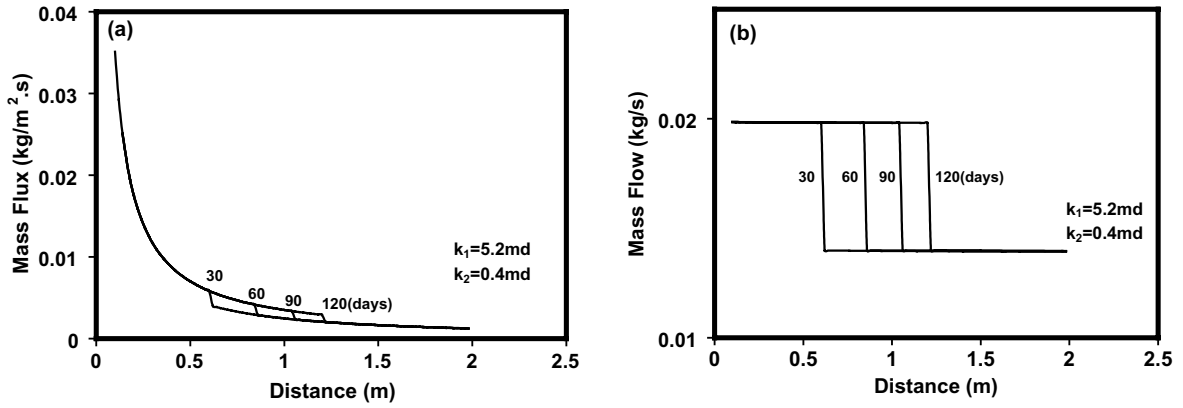 (a)
Mass Flux (kg/m².s)
0.04
0.03
0.02
0.01
0
30
60
90
120(days)
k₁=5.2md
k₂=0.4md
0
0.5
1
1.5
2
2.5
Distance (m)
(b)
Mass Flow (kg/s)
0.02
0.01
30
60
90
120(days)
k₁=5.2md
k₂=0.4md
0
0.5
1
1.5
2
2.5
Distance (m)